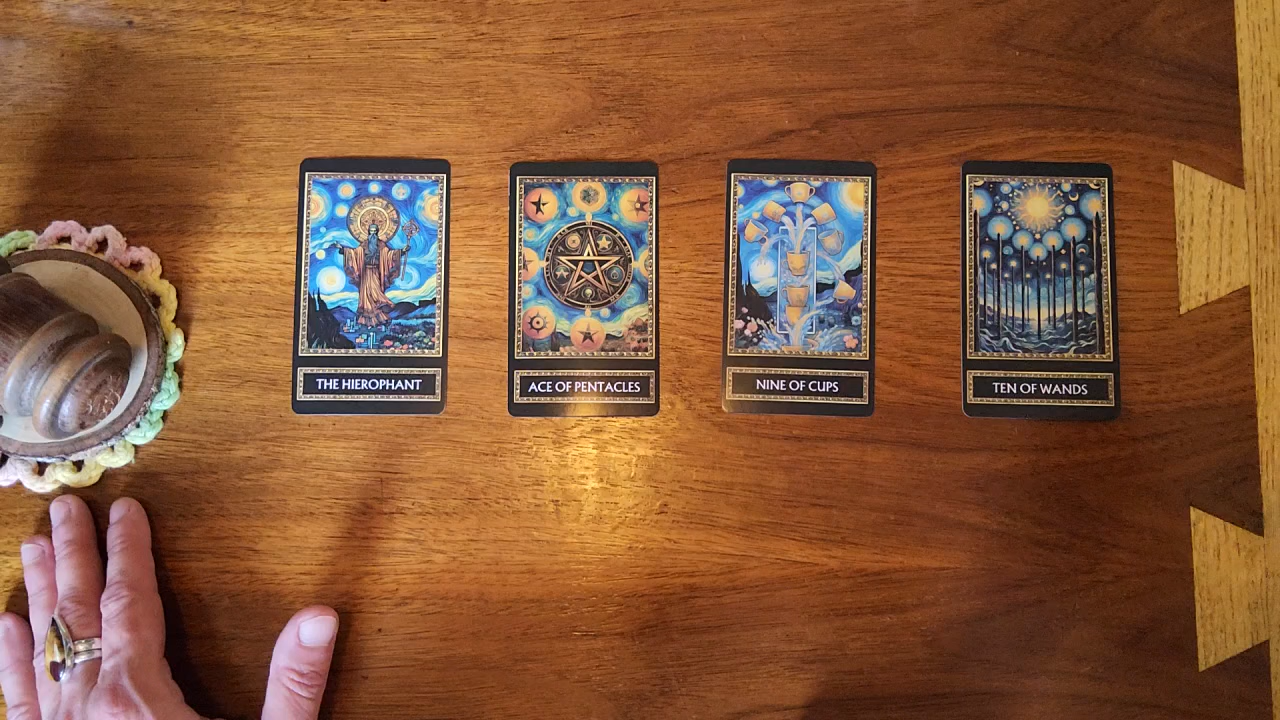 THE HIEROPHANT
ACE OF PENTACLES
NINE OF CUPS
TEN OF WANDS